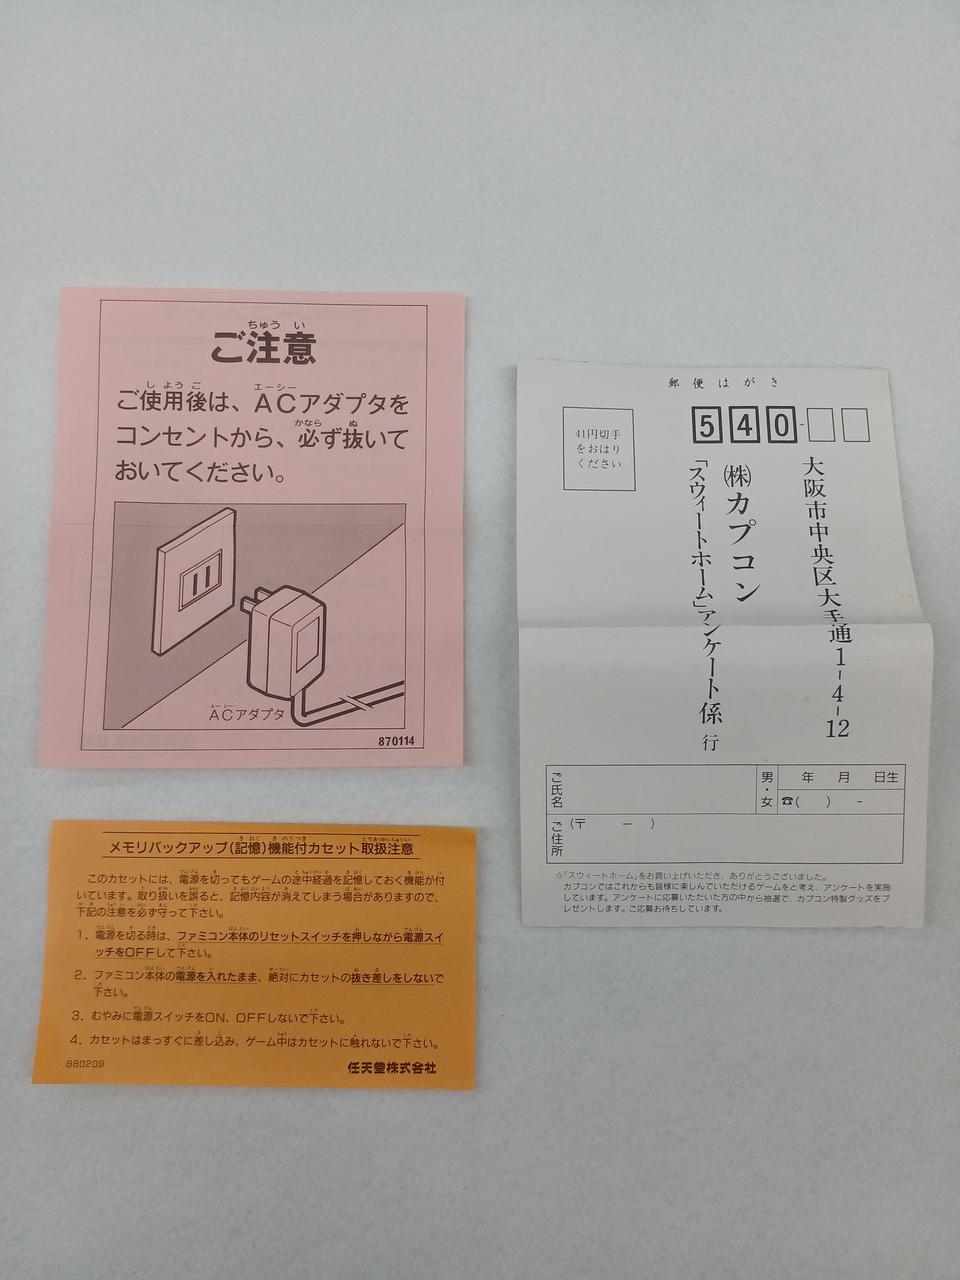 ご注意
ちゅう い
ご使用後は、ACアダプタを
し よう ご エーシー
コンセントから、必ず抜いて
かなら ぬ
おいてください。
ACアダプタ
エーシー
870114
メモリバックアップ(記憶)機能付カセット取扱注意
このカセットには、電源を切ってもゲームの途中経過を記憶しておく機能が付
いています。取り扱いを誤ると、記憶内容が消えてしまう場合がありますので、
下記の注意を必ず守って下さい。
1. 電源を切る時は、ファミコン本体のリセットスイッチを押しながら電源スイ
ッチをOFFして下さい。
2. ファミコン本体の電源を入れたまま、絶対にカセットの抜き差しをしないで
下さい。
3. むやみに電源スイッチをON、OFFしないで下さい。
4. カセットはまっすぐに差し込み、ゲーム中はカセットに触れないで下さい。
880209
任天堂株式会社
郵便はがき
41円切手
をおはり
ください
540-
大阪市中央区大手通1-4-12
(株)カプコン
「スウィートホーム」アンケート係 行
ご氏名
男・女
年 月 日生
☎( ) -
ご住所
(〒 - )
☆「スウィートホーム」をお買い上げいただき、ありがとうございました。
カプコンではこれからも皆様に楽しんでいただけるゲームをと考え、アンケートを実施
しています。アンケートに応募いただいた方の中から抽選で、カプコン特製グッズをプ
レゼントします。ご応募お待ちしています。